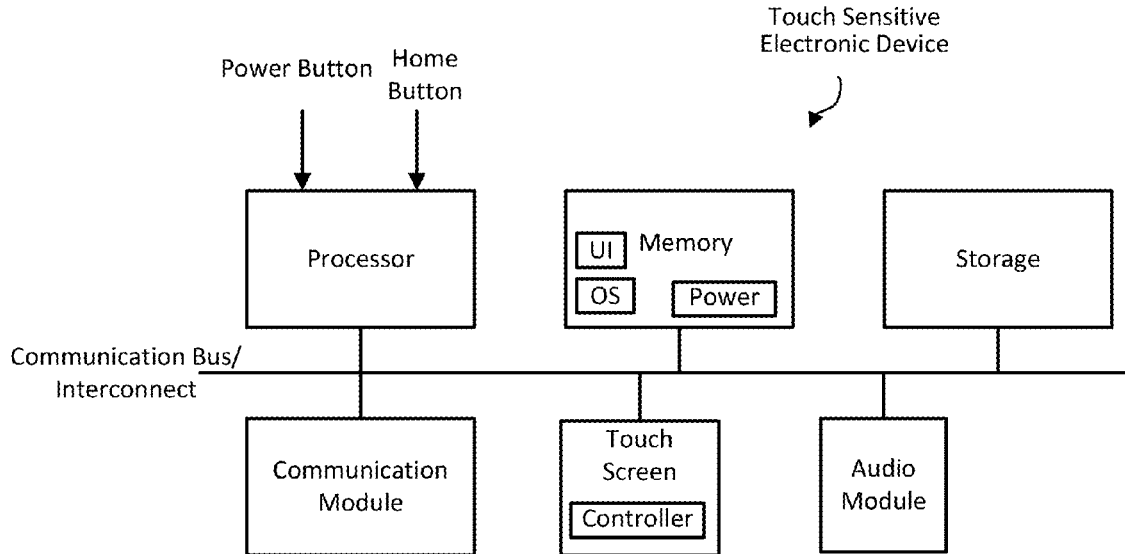 Touch Sensitive
Electronic Device
Power Button
Home
Button
Processor
UI
Memory
OS
Power
Storage
Communication Bus/
Interconnect
Communication
Module
Touch
Screen
Controller
Audio
Module